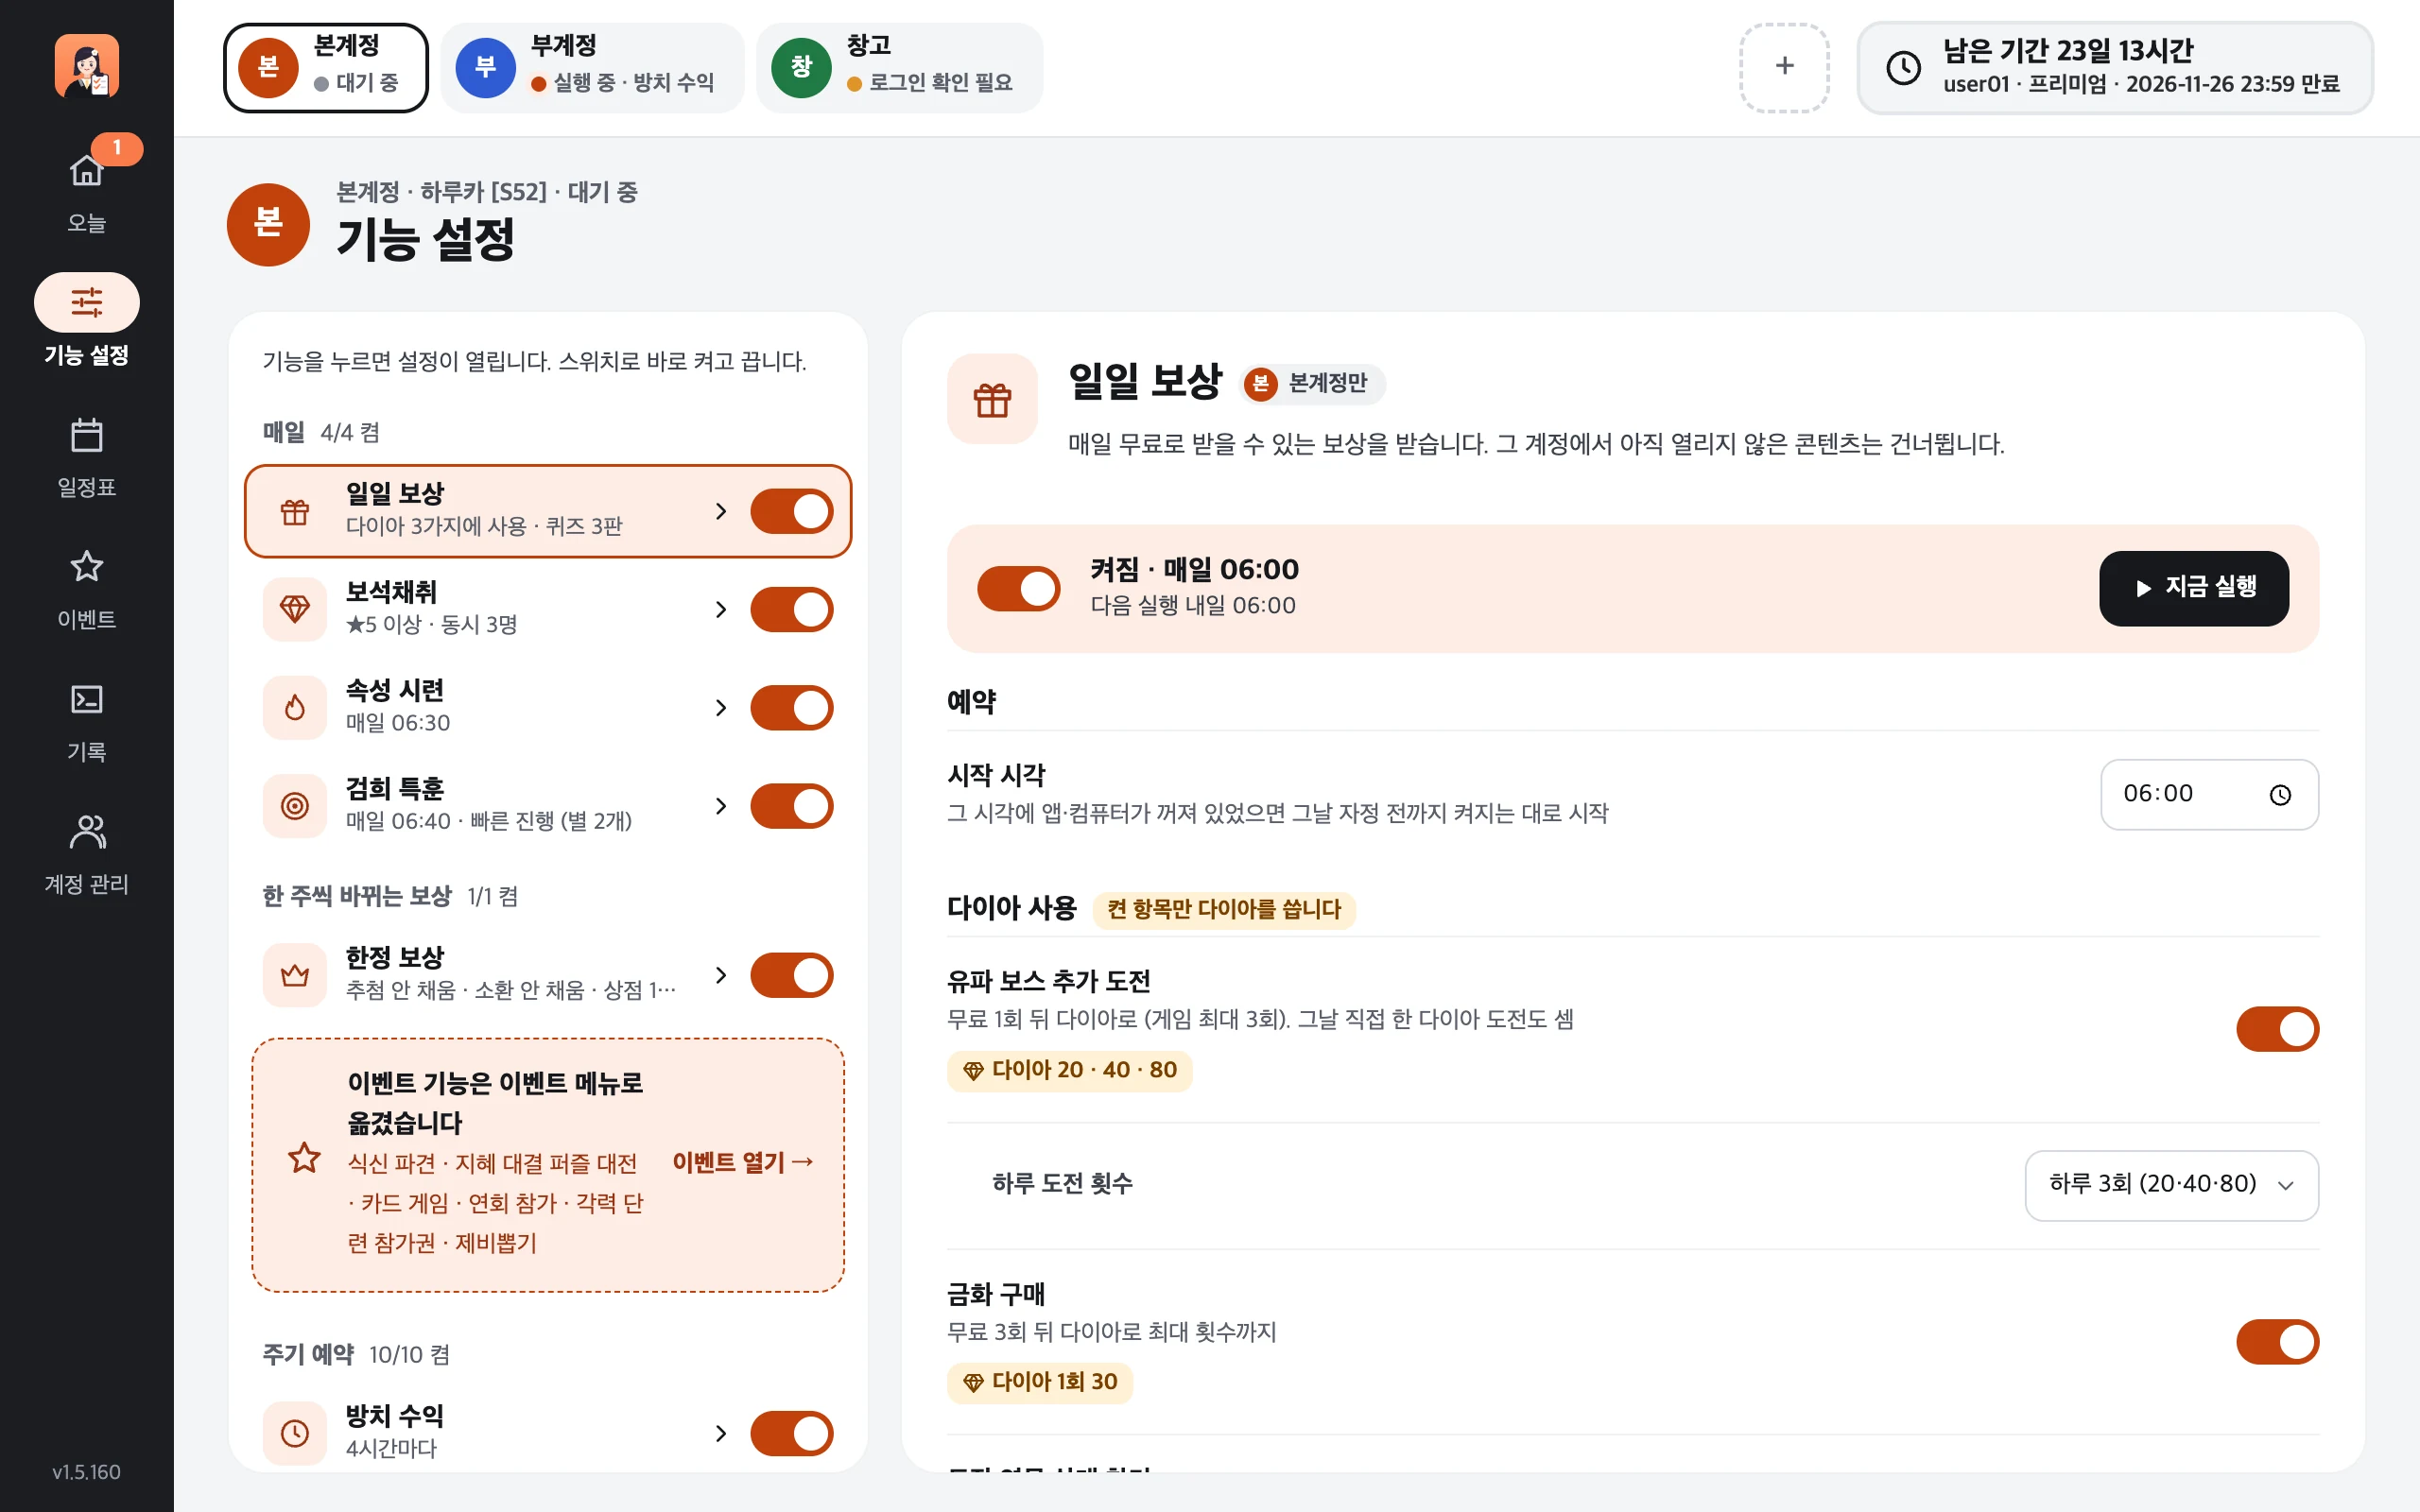 1
오늘
기능 설정
일정표
이벤트
기록
계정 관리
v1.5.160
본
본계정
대기 중
부
부계정
실행 중 · 방치 수익
창
창고
로그인 확인 필요
+
남은 기간 23일 13시간
user01 · 프리미엄 · 2026-11-26 23:59 만료
본
본계정 · 하루카 [S52] · 대기 중
기능 설정
기능을 누르면 설정이 열립니다. 스위치로 바로 켜고 끕니다.
매일 4/4 켬
일일 보상
다이아 3가지에 사용 · 퀴즈 3판
보석채취
★5 이상 · 동시 3명
속성 시련
매일 06:30
검희 특훈
매일 06:40 · 빠른 진행 (별 2개)
한 주씩 바뀌는 보상 1/1 켬
한정 보상
추첨 안 채움 · 소환 안 채움 · 상점 1…
이벤트 기능은 이벤트 메뉴로
옮겼습니다
식신 파견 · 지혜 대결 퍼즐 대전
· 카드 게임 · 연회 참가 · 각력 단
련 참가권 · 제비뽑기
이벤트 열기 →
주기 예약 10/10 켬
방치 수익
4시간마다
일일 보상 본 본계정만
매일 무료로 받을 수 있는 보상을 받습니다. 그 계정에서 아직 열리지 않은 콘텐츠는 건너뜁니다.
켜짐 · 매일 06:00
다음 실행 내일 06:00
지금 실행
예약
시작 시각
그 시각에 앱·컴퓨터가 꺼져 있었으면 그날 자정 전까지 켜지는 대로 시작
06:00
다이아 사용 켠 항목만 다이아를 씁니다
유파 보스 추가 도전
무료 1회 뒤 다이아로 (게임 최대 3회). 그날 직접 한 다이아 도전도 셈
다이아 20 · 40 · 80
하루 도전 횟수
하루 3회 (20·40·80)
금화 구매
무료 3회 뒤 다이아로 최대 횟수까지
다이아 1회 30